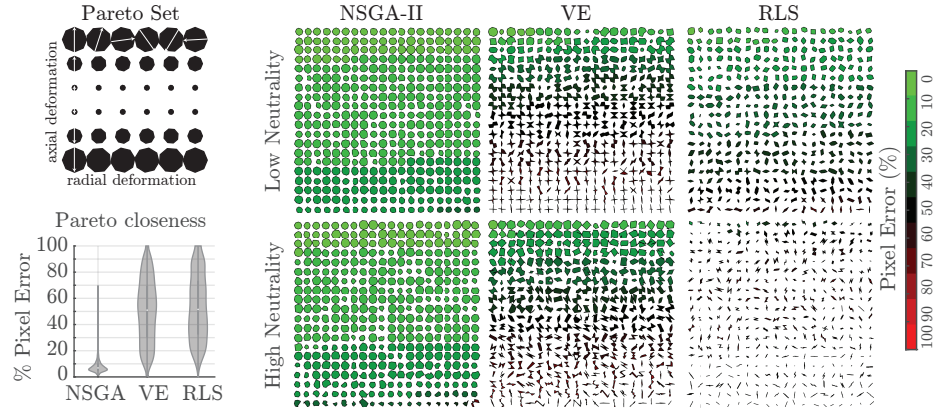 Pareto Set
axial deformation
radial deformation
Pareto closeness
% Pixel Error
100
80
60
40
20
0
NSGA VE RLS
NSGA-II VE RLS
Low Neutrality
High Neutrality
0
10
20
30
40
50
60
70
80
90
100
Pixel Error (%)